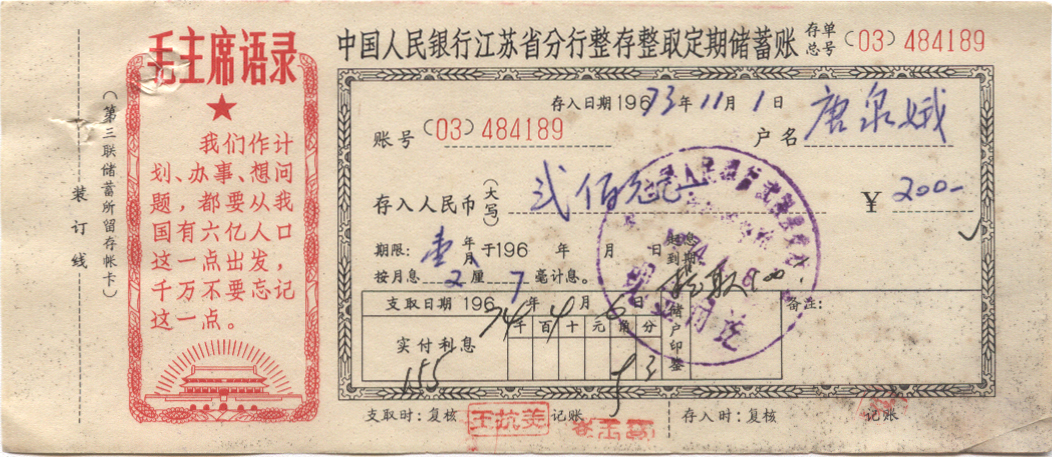 （第三联储蓄所留存帐卡）
装订线
毛主席语录
我们作计
划、办事、想问
题，都要从我
国有六亿人口
这一点出发，
千万不要忘记
这一点。
中国人民银行江苏省分行整存整取定期储蓄账
存单总号（03）484189
存入日期196 73年11月1日
账号（03）484189
户名 唐泉娥
存入人民币（大写）贰佰元
¥ 200-
期限：壹年月于196 年 月 日起到息期
按月息2厘7毫计息。
支取日期196 74年4月6日
备注：
千百十元角分
实付利息
155
93
储户印鉴
付讫
支取时：复核
王抗美
记账
存入时：复核
记账